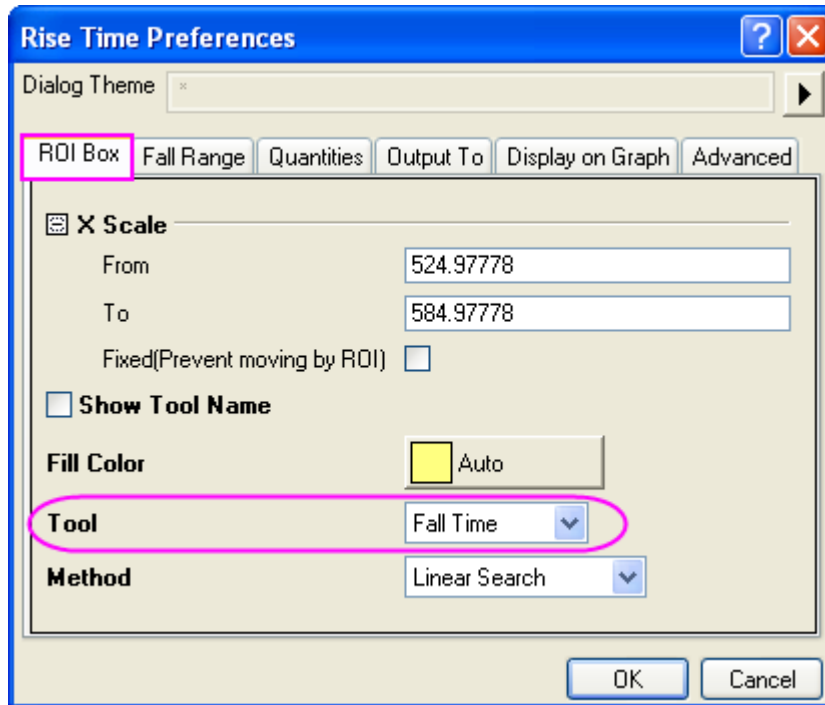 Rise Time Preferences
Dialog Theme *
ROI Box Fall Range Quantities Output To Display on Graph Advanced
X Scale
From 524.97778
To 584.97778
Fixed(Prevent moving by ROI)
Show Tool Name
Fill Color Auto
Tool Fall Time
Method Linear Search
OK Cancel